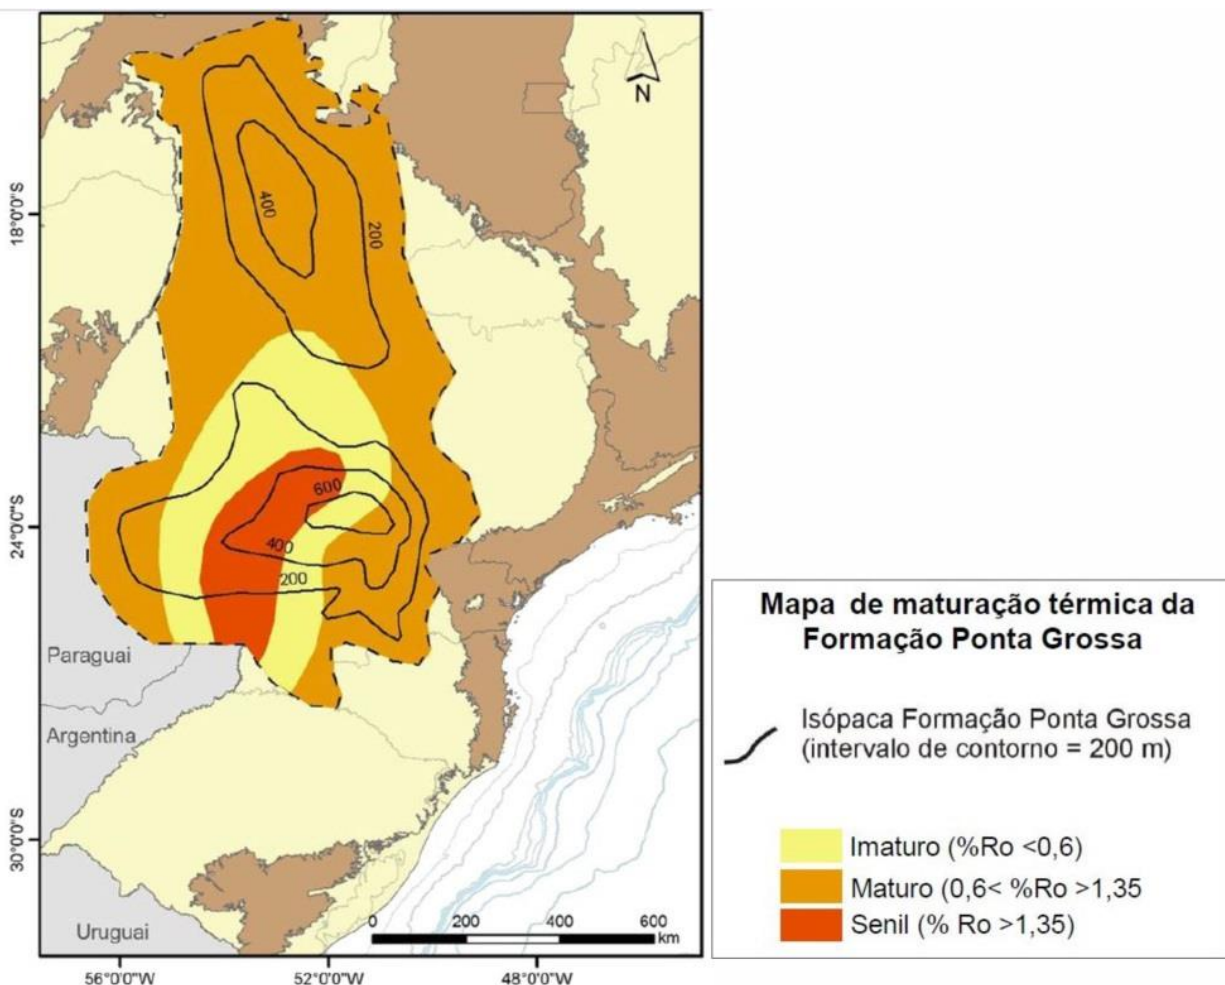 N
400
200
600
400
200
18°0'0"S
24°0'0"S
30°0'0"S
Paraguai
Argentina
Uruguai
0 200 400 600
km
56°0'0"W 52°0'0"W 48°0'0"W
Mapa de maturação térmica da
Formação Ponta Grossa
Isópaca Formação Ponta Grossa
(intervalo de contorno = 200 m)
Imaturo (%Ro <0,6)
Maturo (0,6< %Ro >1,35
Senil (% Ro >1,35)